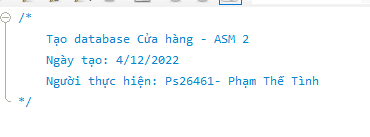 /*
Tạo database Cửa hàng - ASM 2
Ngày tạo: 4/12/2022
Người thực hiện: Ps26461- Phạm Thế Tình
*/